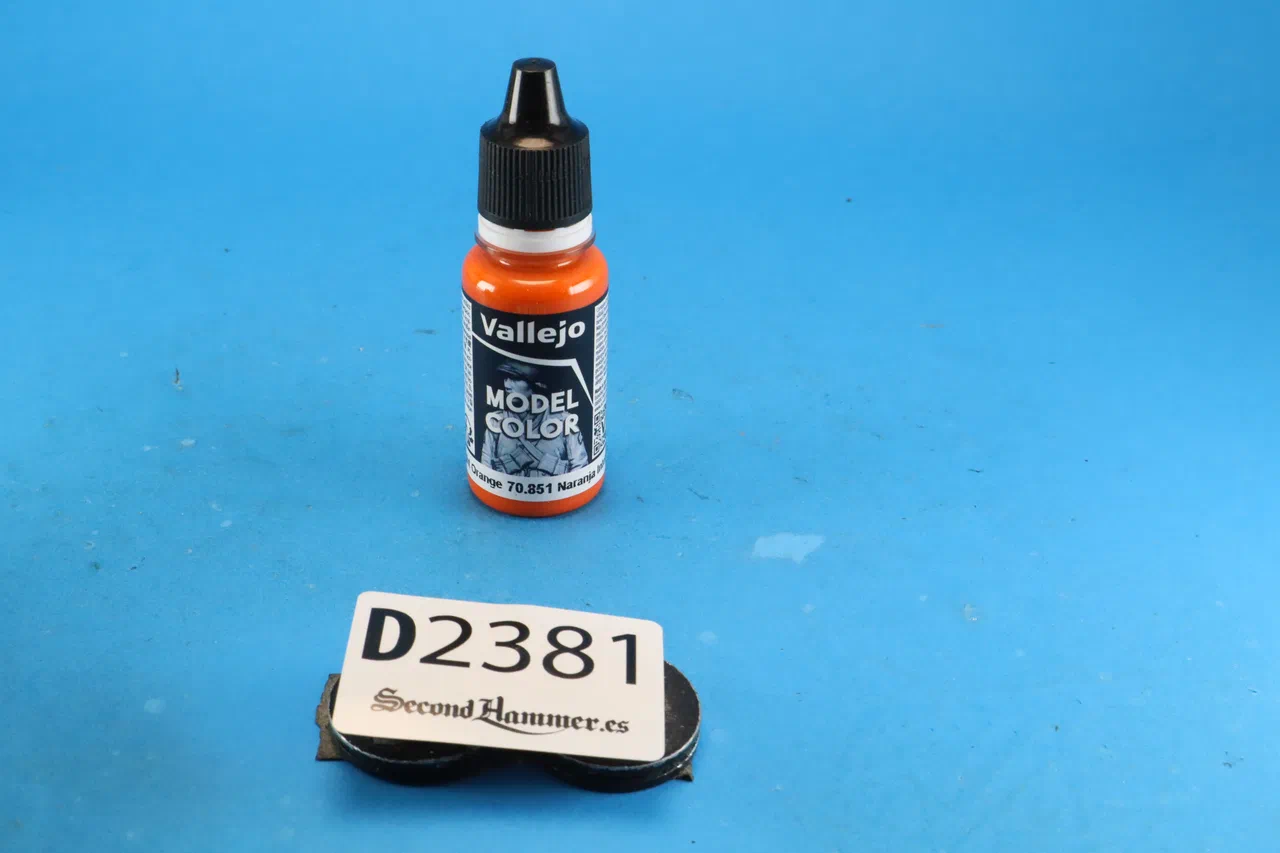 Vallejo
MODEL
COLOR
Orange 70.851 Naranja
D2381
SecondHammer.es